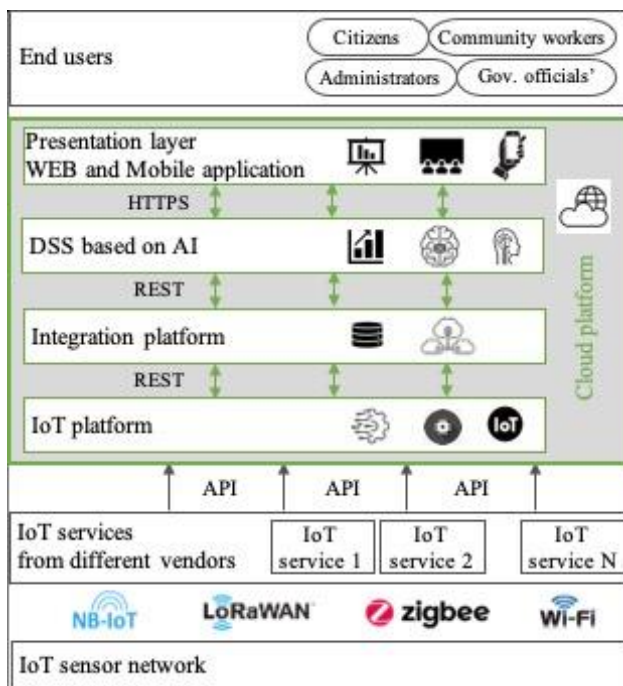 End users
Citizens
Community workers
Administrators
Gov. officials’
Presentation layer
WEB and Mobile application
HTTPS
DSS based on AI
REST
Integration platform
REST
IoT platform
IoT
Cloud platform
API
API
API
IoT services
from different vendors
IoT
service 1
IoT
service 2
IoT
service N
NB-IoT
LoRaWAN
zigbee
Wi-Fi
IoT sensor network